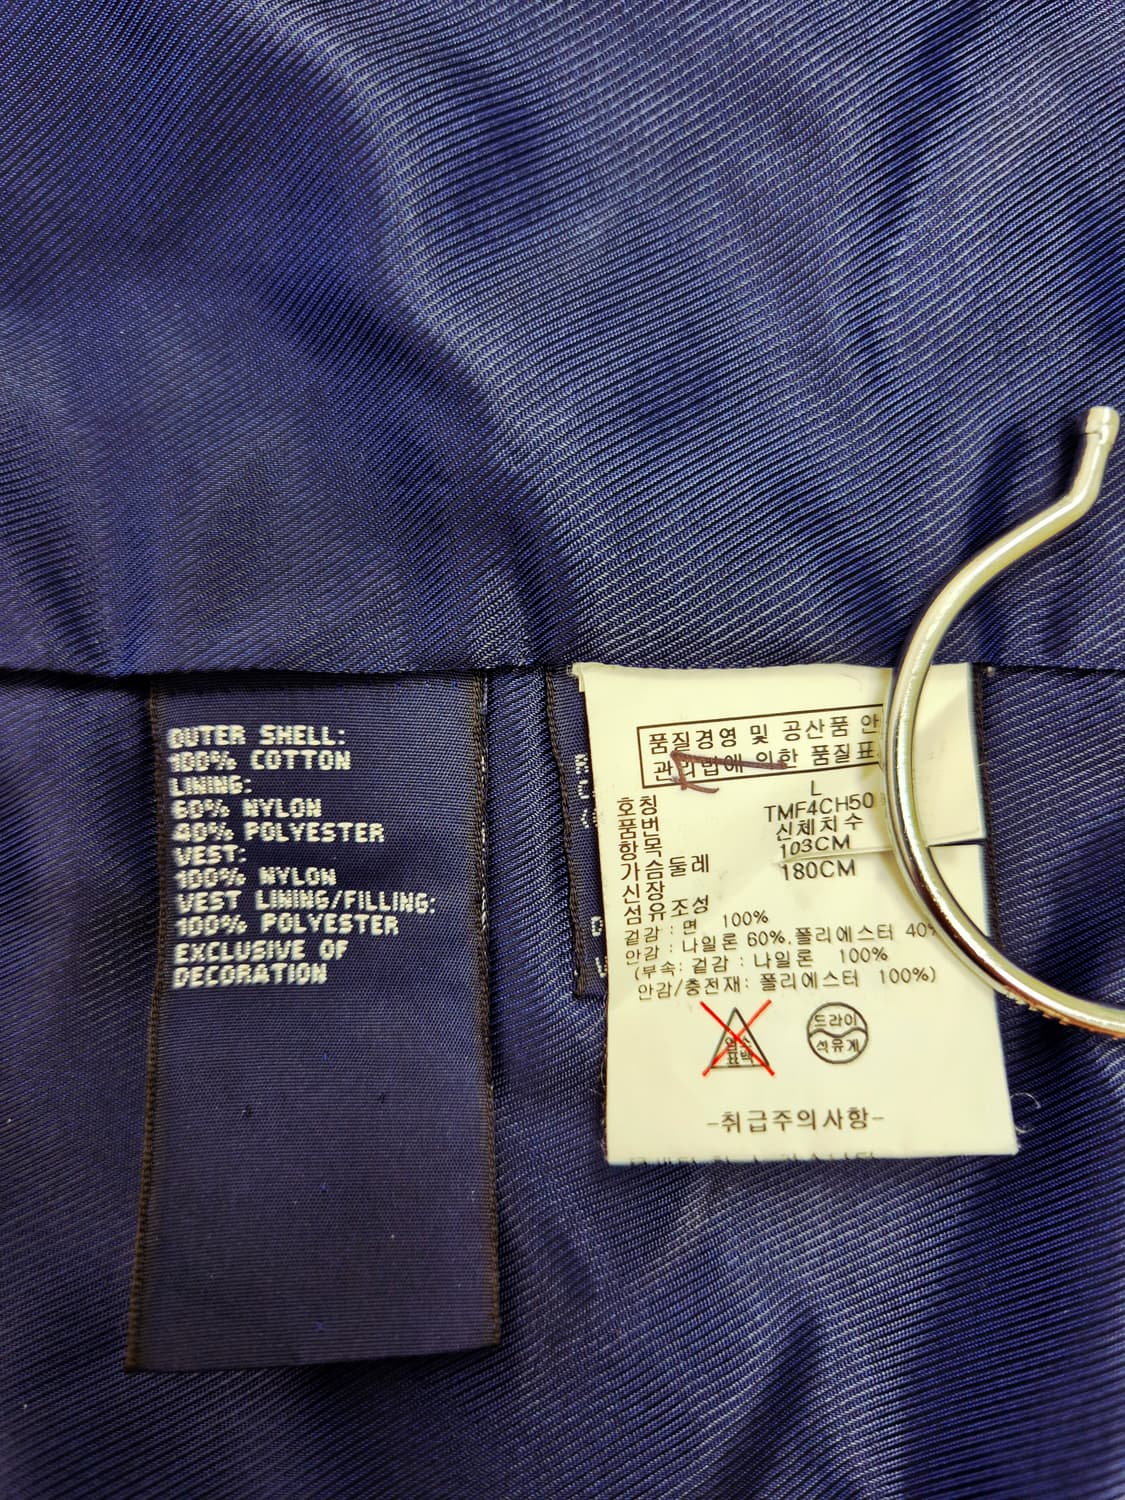 OUTER SHELL:
100% COTTON
LINING:
60% NYLON
40% POLYESTER
VEST:
100% NYLON
VEST LINING/FILLING:
100% POLYESTER
EXCLUSIVE OF
DECORATION
품질경영 및 공산품 안
관리법에 의한 품질표
호칭 L
품번 TMF4CH50
항목 신체치수
가슴둘레 103CM
신장 180CM
섬유조성
겉감 : 면 100%
안감 : 나일론 60%.폴리에스터 40%
(부속: 겉감 : 나일론 100%
안감/충전재: 폴리에스터 100%)
염소
표백
드라이
석유계
-취급주의사항-